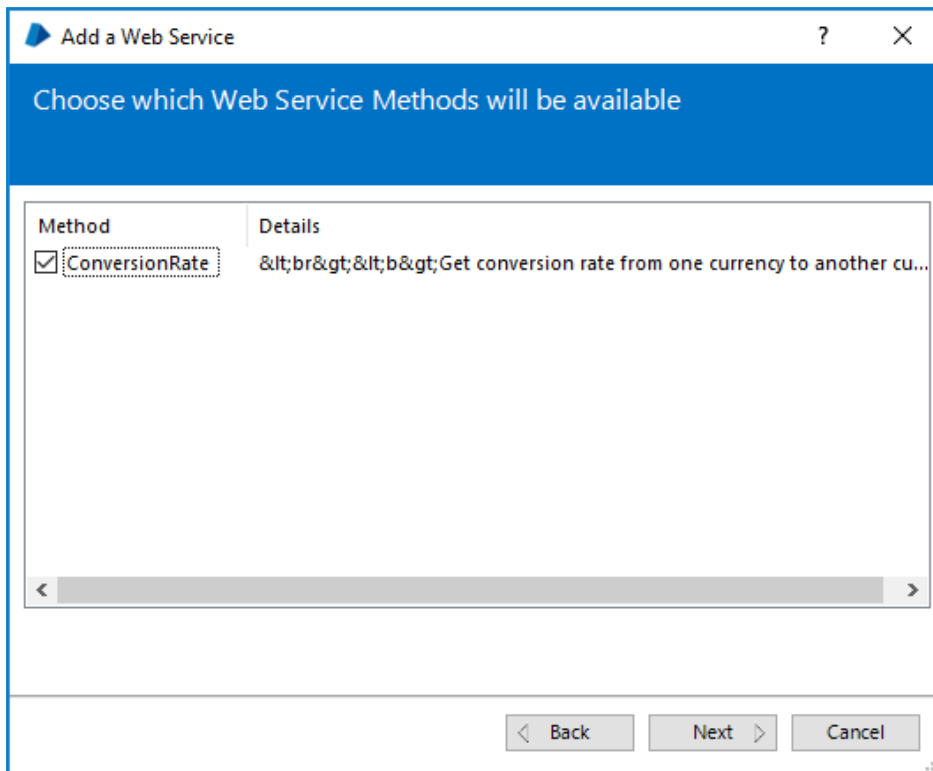 Add a Web Service
?
Choose which Web Service Methods will be available
Method Details
ConversionRate &lt;br&gt;&lt;b&gt;Get conversion rate from one currency to another cu...
Back Next Cancel